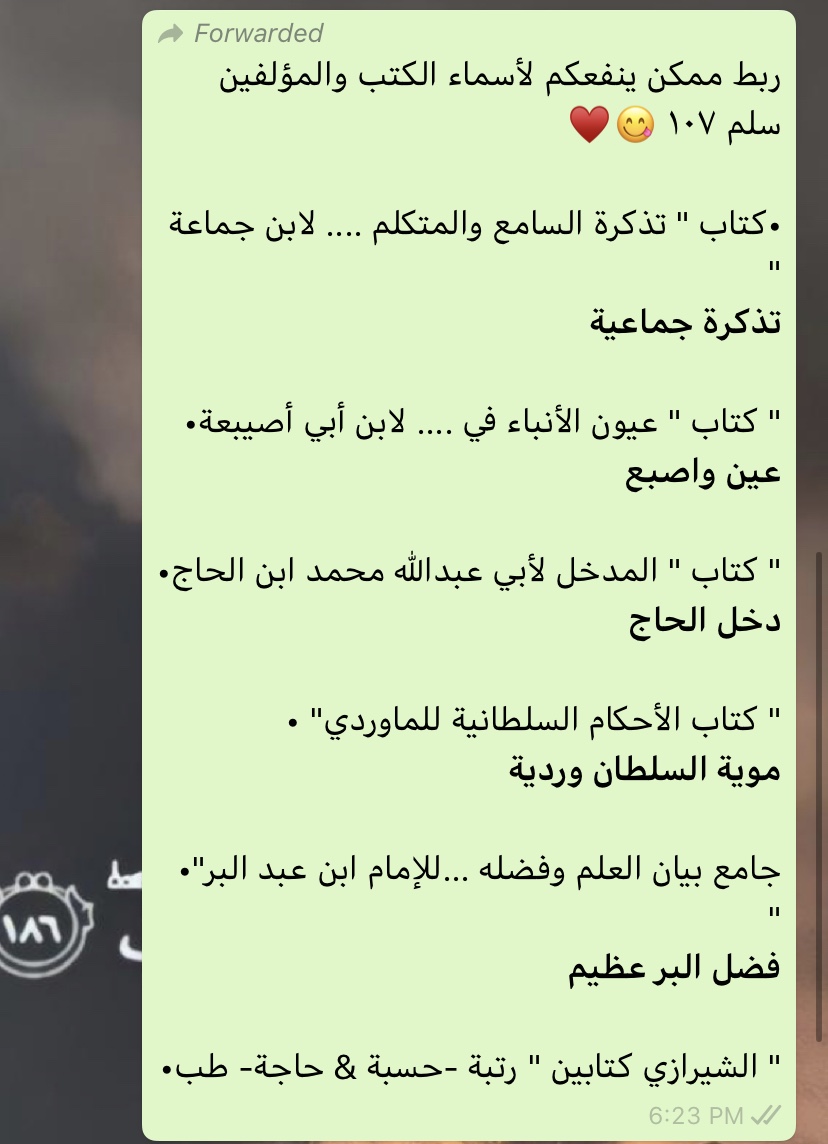 Forwarded
ربط ممكن ينفعكم لأسماء الكتب والمؤلفين
سلم ١٠٧ 😋♥️
•كتاب " تذكرة السامع والمتكلم .... لابن جماعة
"
تذكرة جماعية
" كتاب " عيون الأنباء في .... لابن أبي أصيبعة•
عين واصبع
" كتاب " المدخل لأبي عبدالله محمد ابن الحاج•
دخل الحاج
" كتاب الأحكام السلطانية للماوردي" •
موية السلطان وردية
جامع بيان العلم وفضله ...للإمام ابن عبد البر"•
"
فضل البر عظيم
" الشيرازي كتابين " رتبة -حسبة & حاجة- طب•
6:23 PM
١٨٦